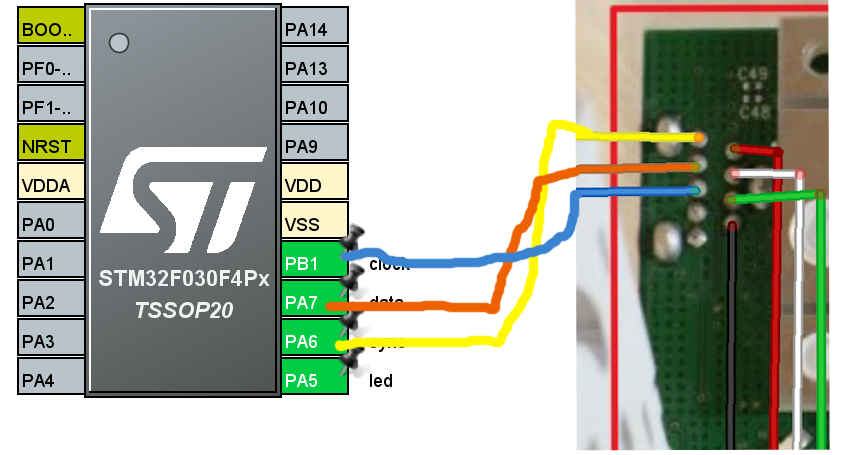 BOO..
PF0-..
PF1-..
NRST
VDDA
PA0
PA1
PA2
PA3
PA4
STM32F030F4Px
TSSOP20
PA14
PA13
PA10
PA9
VDD
VSS
PB1 clock
PA7 data
PA6 sync
PA5 led
C49
C48